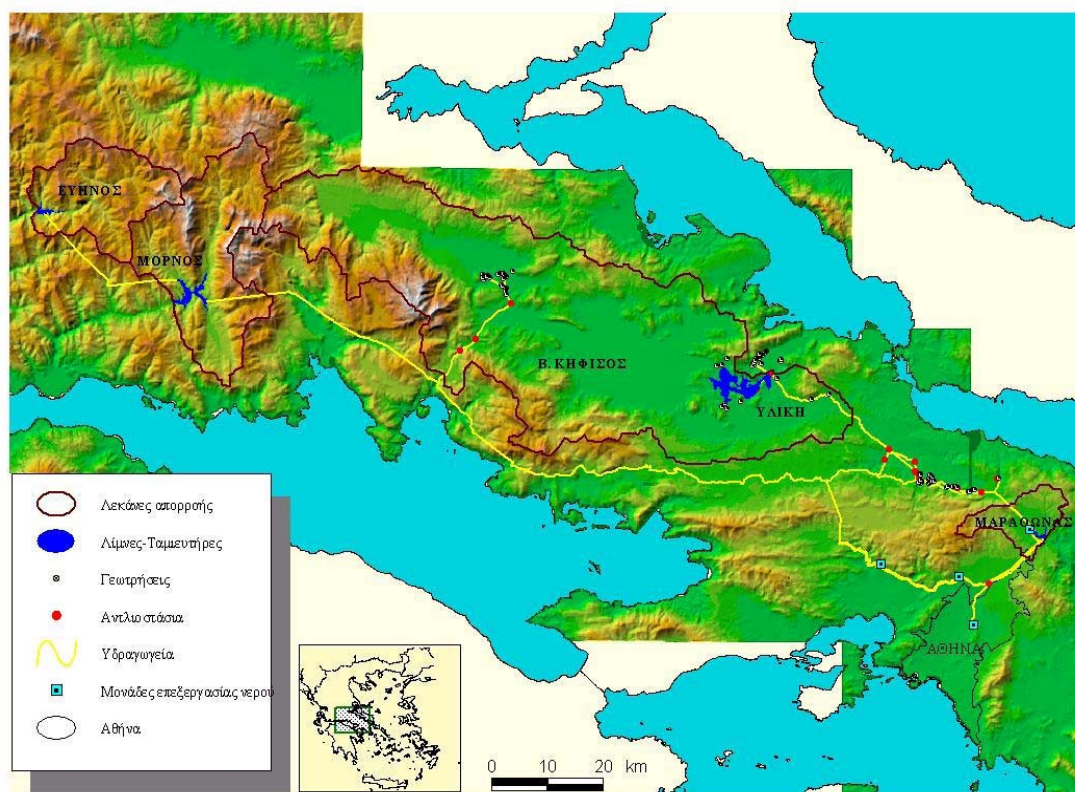 ΕΥΗΝΟΣ
ΜΟΡΝΟΣ
Β. ΚΗΦΙΣΟΣ
ΥΛΙΚΗ
ΜΑΡΑΘΩΝΑΣ
ΑΘΗΝΑ
Λεκάνες απορροής
Λίμνες-Ταμιευτήρες
Γεωτρήσεις
Αντλιοστάσια
Υδραγωγεία
Μονάδες επεξεργασίας νερού
Αθήνα
0 10 20 km